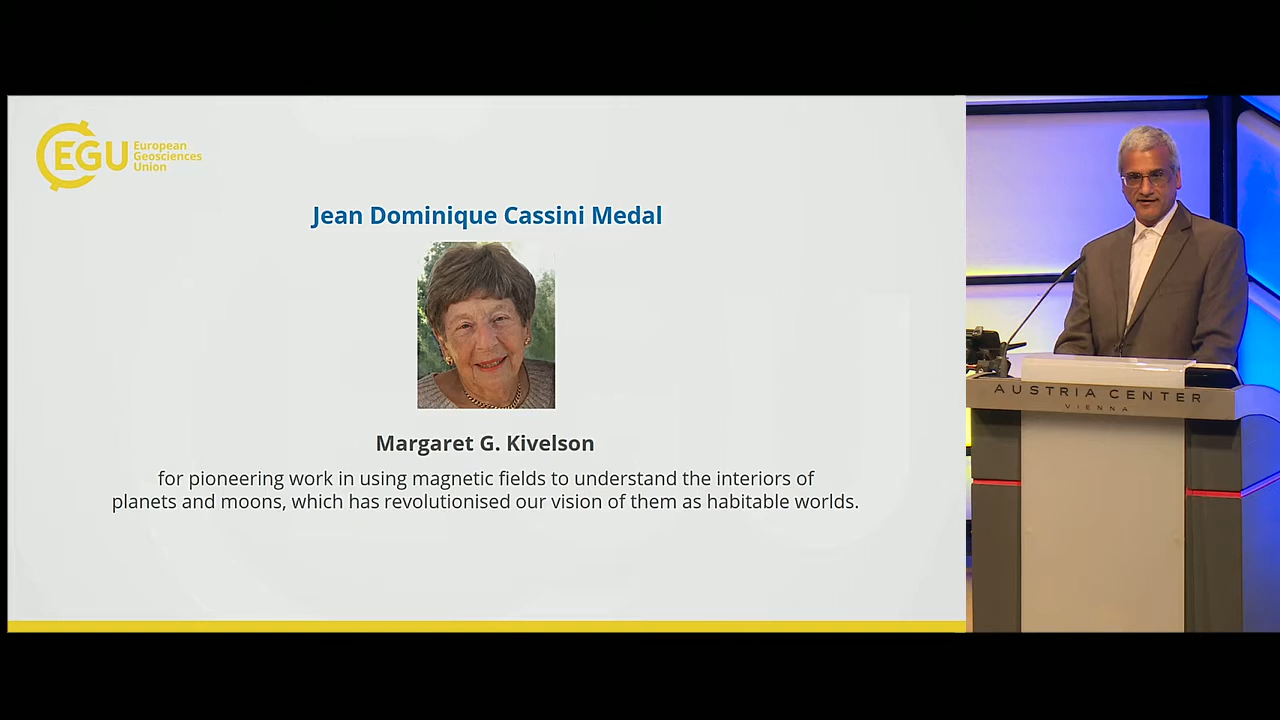 EGU
European
Geosciences
Union
Jean Dominique Cassini Medal
Margaret G. Kivelson
for pioneering work in using magnetic fields to understand the interiors of
planets and moons, which has revolutionised our vision of them as habitable worlds.
AUSTRIA CENTER
VIENNA